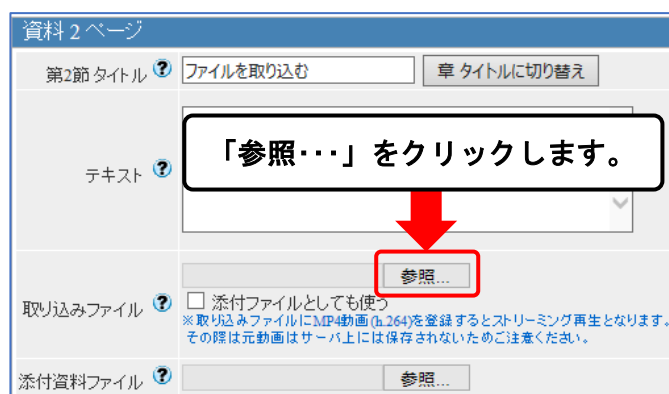 資料2ページ
第2節 タイトル ? ファイルを取り込む 章 タイトルに切り替え
「参照･･･」をクリックします。
テキスト ?
参照...
取り込みファイル ? 添付ファイルとしても使う
※取り込みファイルにMP4動画(h.264)を登録するとストリーミング再生となります。
その際は元動画はサーバ上には保存されないためご注意ください。
添付資料ファイル ? 参照...